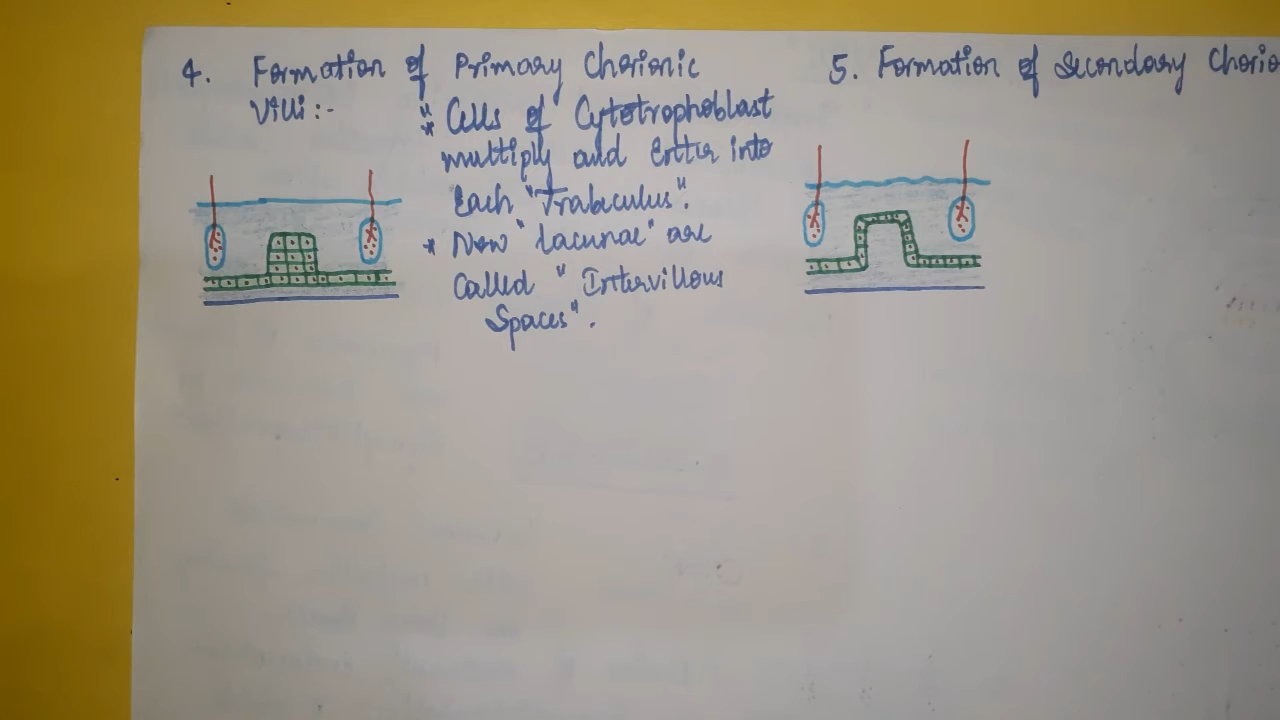 4. Formation of Primary Chorionic
Villi :-
* Cells of Cytotrophoblast
multiply and Enter into
Each "Trabaculus".
* Now "lacunae" are
Called "Intervillous
Spaces".
5. Formation of Secondary Chorio